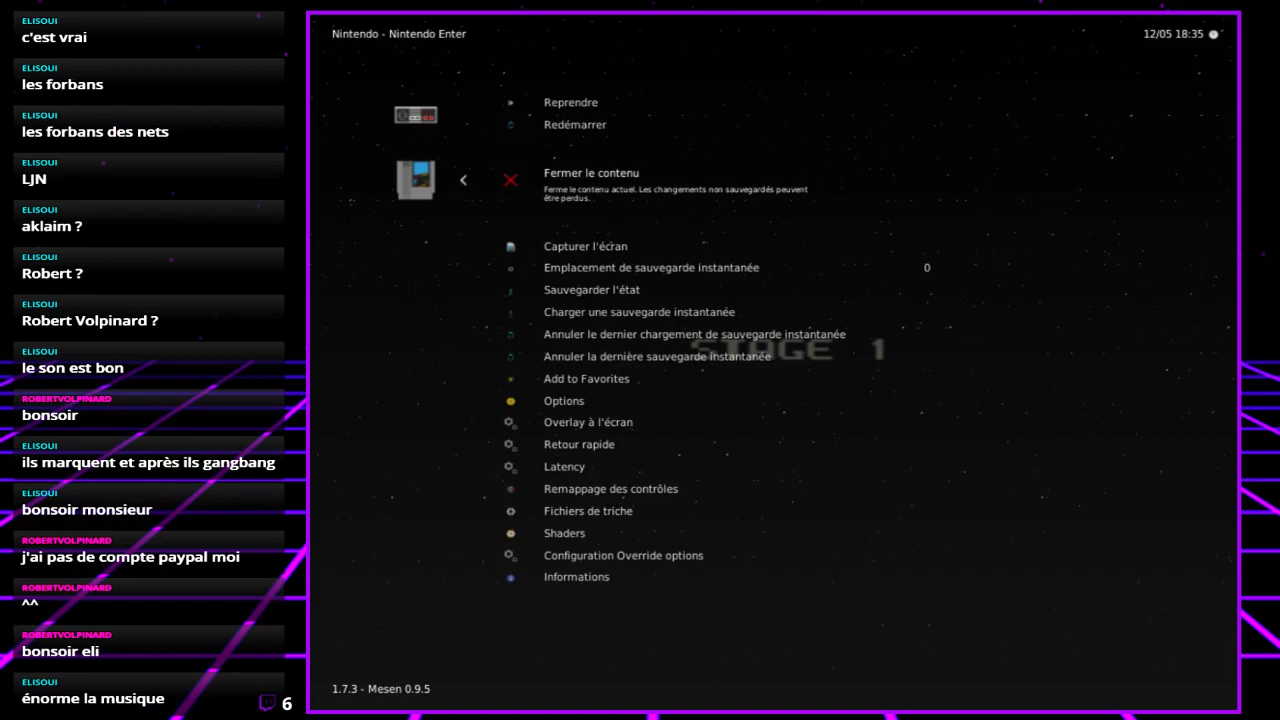 ELISOUI
c'est vrai
ELISOUI
les forbans
ELISOUI
les forbans des nets
ELISOUI
LJN
ELISOUI
aklaim ?
ELISOUI
Robert ?
ELISOUI
Robert Volpinard ?
ELISOUI
le son est bon
ROBERTVOLPINARD
bonsoir
ELISOUI
ils marquent et après ils gangbang
ELISOUI
bonsoir monsieur
ROBERTVOLPINARD
j'ai pas de compte paypal moi
ROBERTVOLPINARD
^^
ROBERTVOLPINARD
bonsoir eli
ELISOUI
énorme la musique
6
Nintendo - Nintendo Enter
12/05 18:35
Reprendre
Redémarrer
Fermer le contenu
Ferme le contenu actuel. Les changements non sauvegardés peuvent
être perdus.
Capturer l'écran
Emplacement de sauvegarde instantanée 0
Sauvegarder l'état
Charger une sauvegarde instantanée
Annuler le dernier chargement de sauvegarde instantanée
STAGE 1
Annuler la dernière sauvegarde instantanée
Add to Favorites
Options
Overlay à l'écran
Retour rapide
Latency
Remappage des contrôles
Fichiers de triche
Shaders
Configuration Override options
Informations
1.7.3 - Mesen 0.9.5